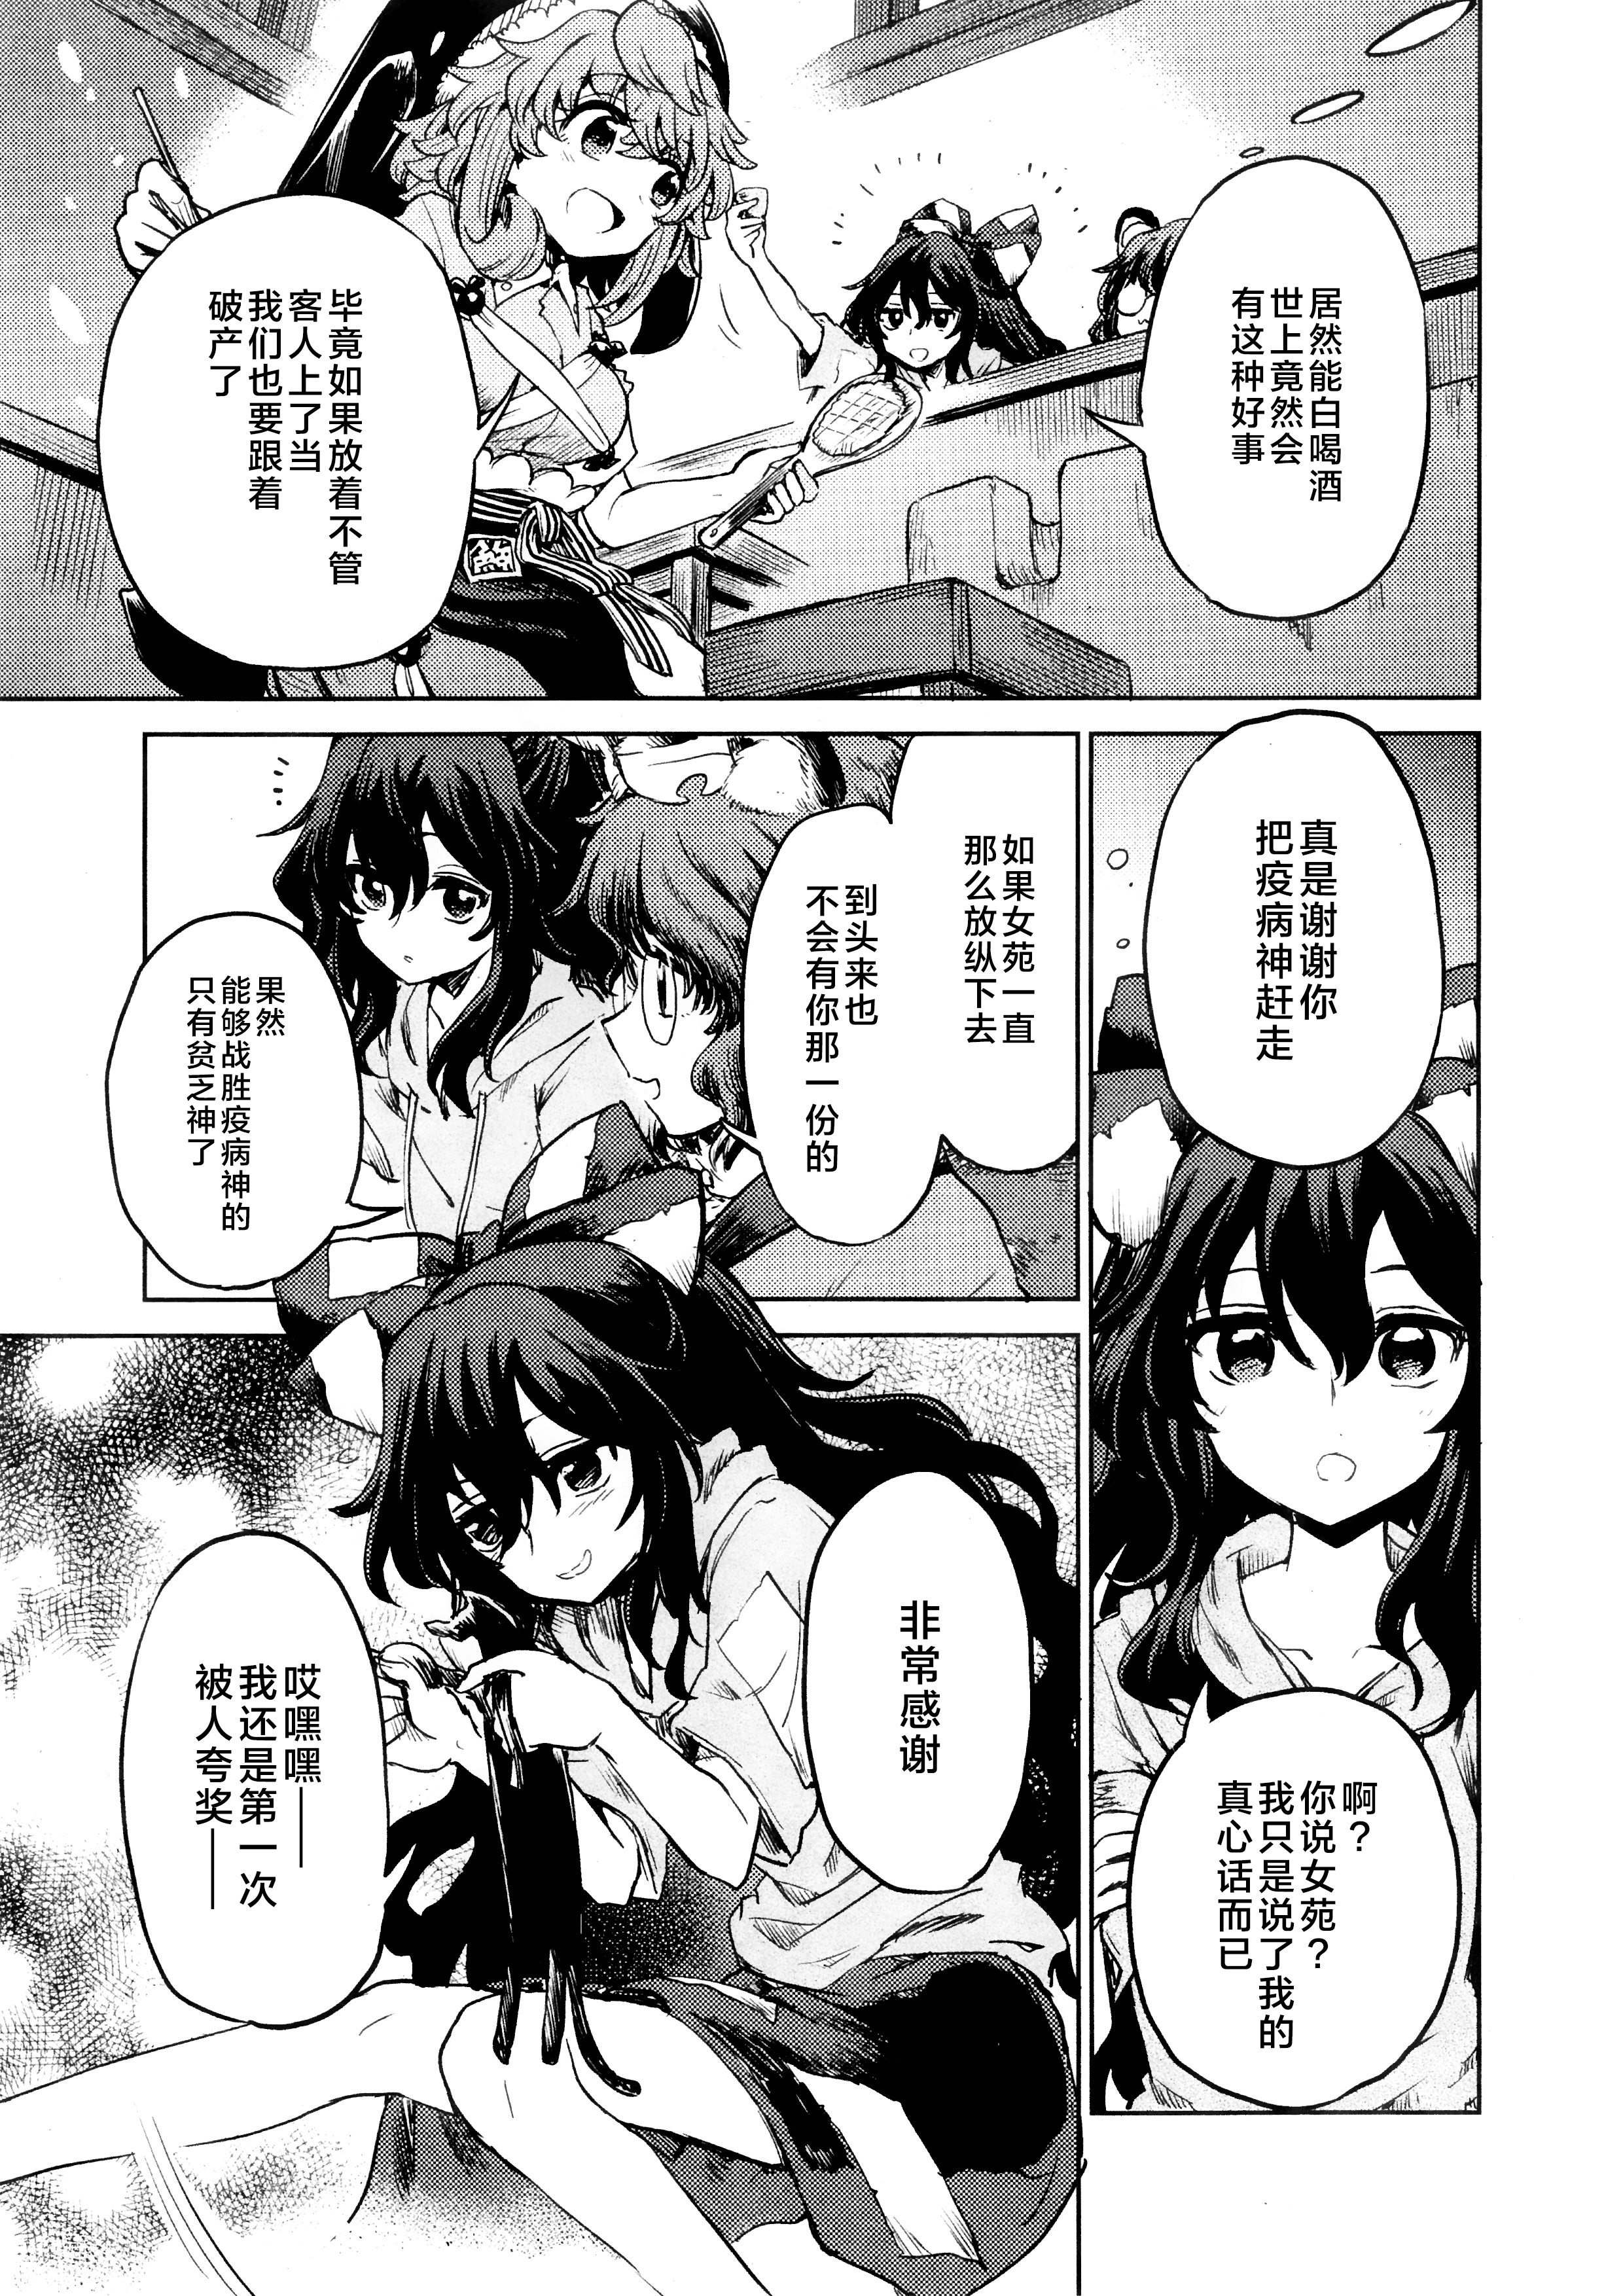 居然能白喝酒
世上竟然会
有这种好事
毕竟如果放着不管
客人上了当
我们也要跟着
破产了
真是谢谢你
把疫病神赶走
啊?
你说女苑?
我只是说了我的
真心话而已
如果女苑一直
那么放纵下去
到头来也
不会有你那一份的
果然
能够战胜疫病神的
只有贫乏神了
非常感谢
哎嘿嘿——
我还是第一次
被人夸奖——